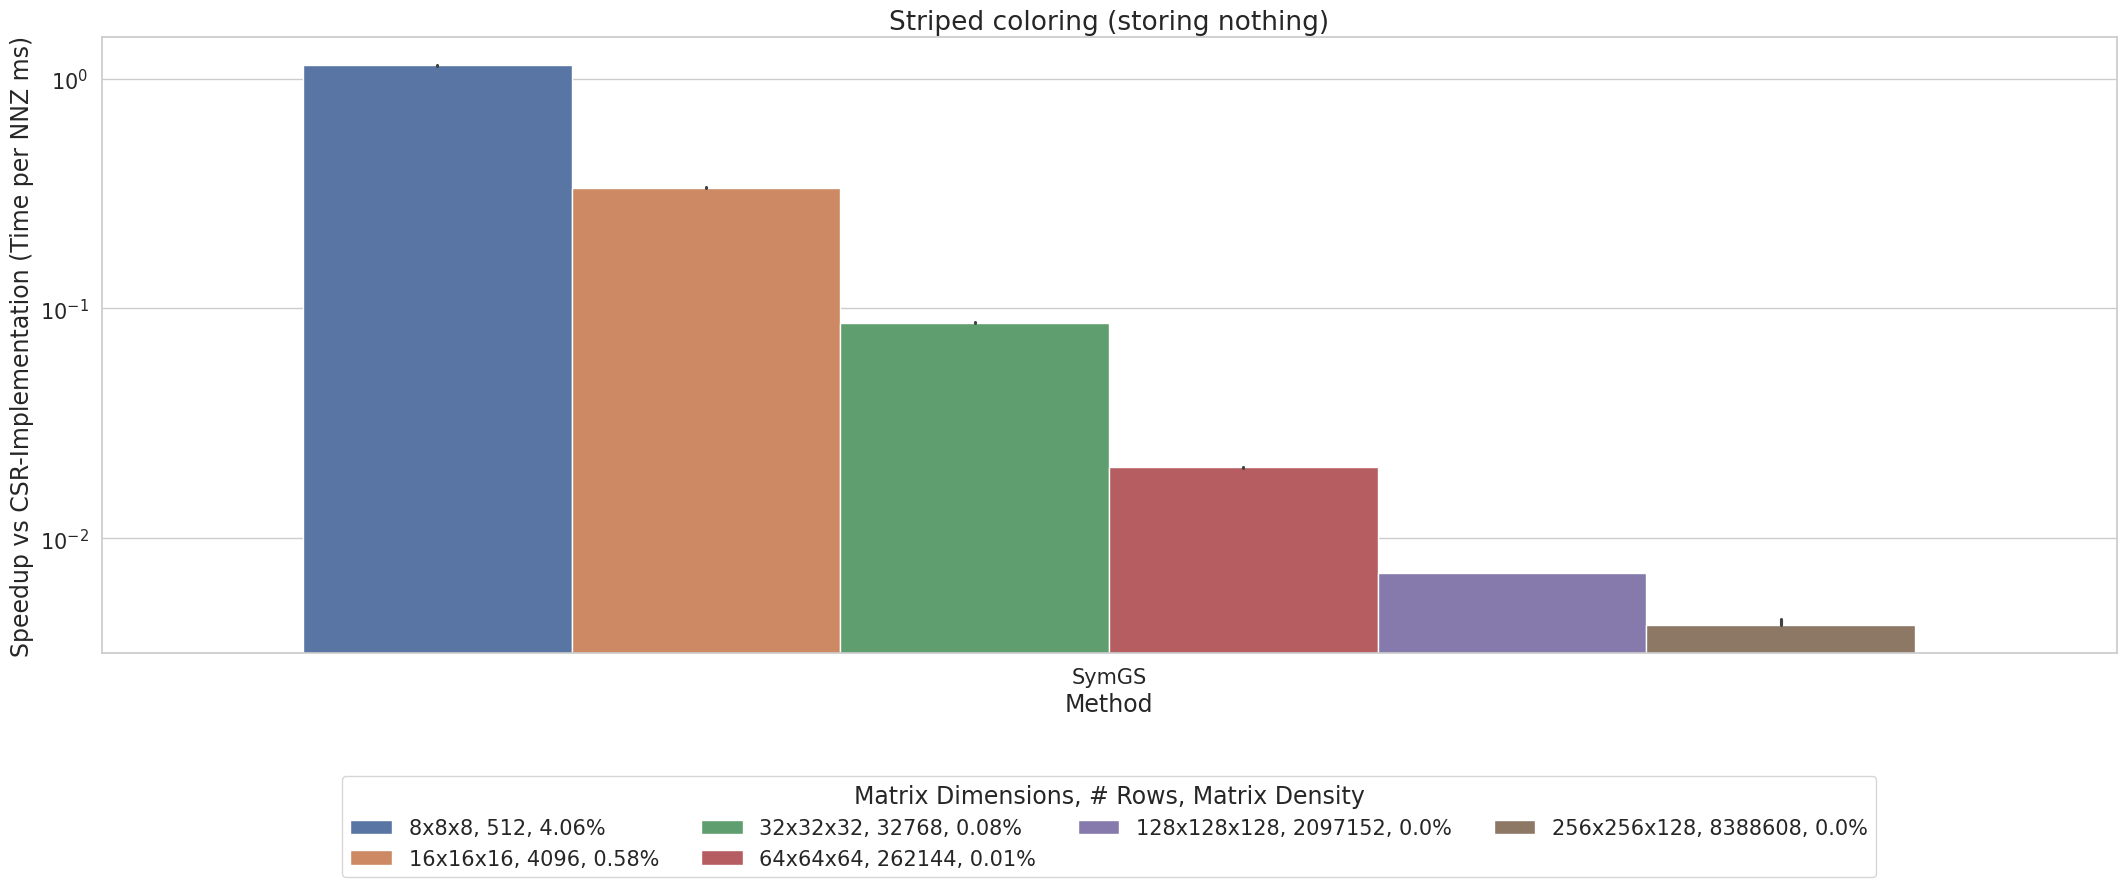 Striped coloring (storing nothing)
Speedup vs CSR-Implementation (Time per NNZ ms)
10⁰
10⁻¹
10⁻²
SymGS
Method
Matrix Dimensions, # Rows, Matrix Density
8x8x8, 512, 4.06%
16x16x16, 4096, 0.58%
32x32x32, 32768, 0.08%
64x64x64, 262144, 0.01%
128x128x128, 2097152, 0.0%
256x256x128, 8388608, 0.0%